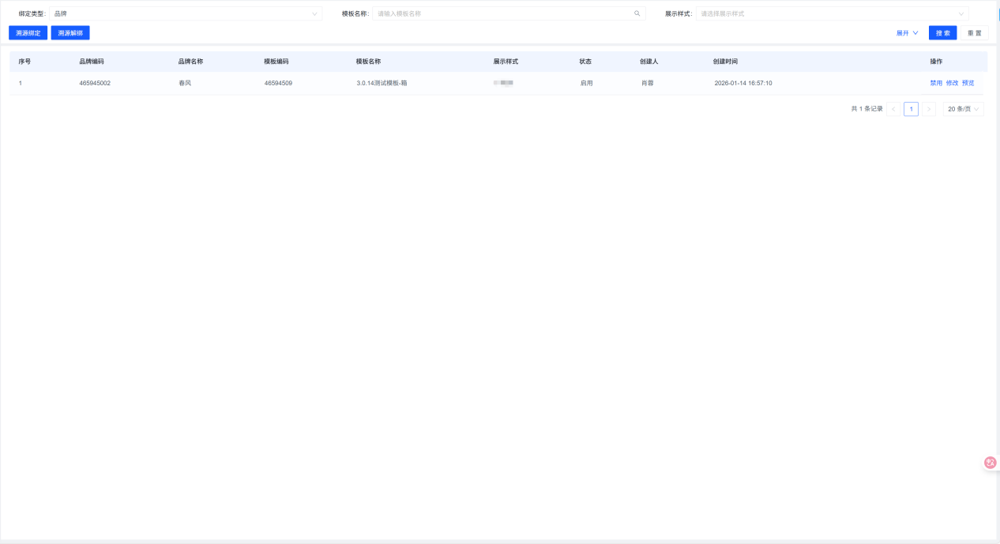 绑定类型: 品牌 模板名称: 请输入模板名称 展示样式: 请选择展示样式
溯源绑定 溯源解绑 展开 搜索 重置
序号 品牌编码 品牌名称 模板编码 模板名称 展示样式 状态 创建人 创建时间 操作
1 465945002 春风 46594509 3.0.14测试模板-箱 启用 肖蓉 2026-01-14 16:57:10 禁用 修改 预览
共 1 条记录 1 20 条/页